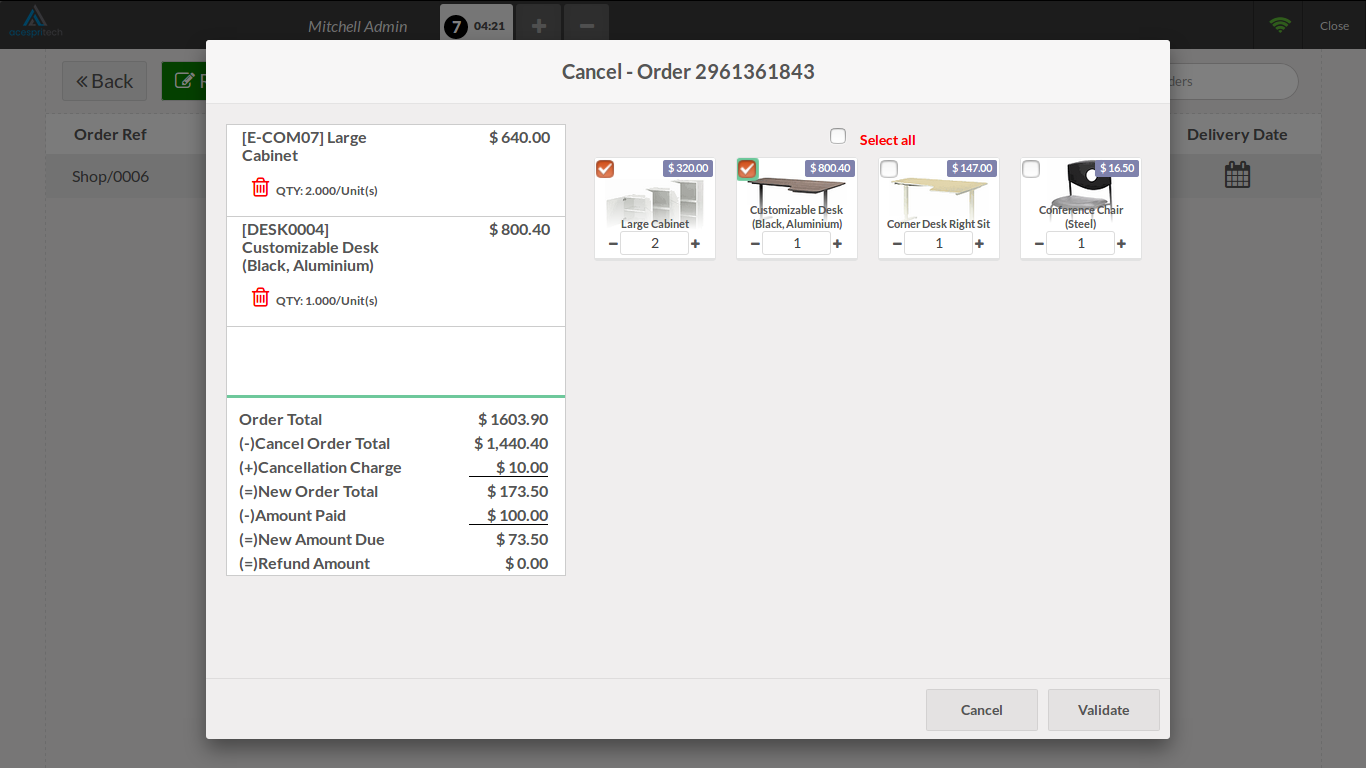 acespritech
Mitchell Admin
7 04:21
Close
Back
Cancel - Order 2961361843
Order Ref
Delivery Date
Shop/0006
[E-COM07] Large
Cabinet
$ 640.00
QTY: 2.000/Unit(s)
[DESK0004]
Customizable Desk
(Black, Aluminium)
$ 800.40
QTY: 1.000/Unit(s)
Order Total $ 1603.90
(-)Cancel Order Total $ 1,440.40
(+)Cancellation Charge $ 10.00
(=)New Order Total $ 173.50
(-)Amount Paid $ 100.00
(=)New Amount Due $ 73.50
(=)Refund Amount $ 0.00
Select all
$ 320.00
Large Cabinet
2
$ 800.40
Customizable Desk
(Black, Aluminium)
1
$ 147.00
Corner Desk Right Sit
1
$ 16.50
Conference Chair
(Steel)
1
Cancel
Validate